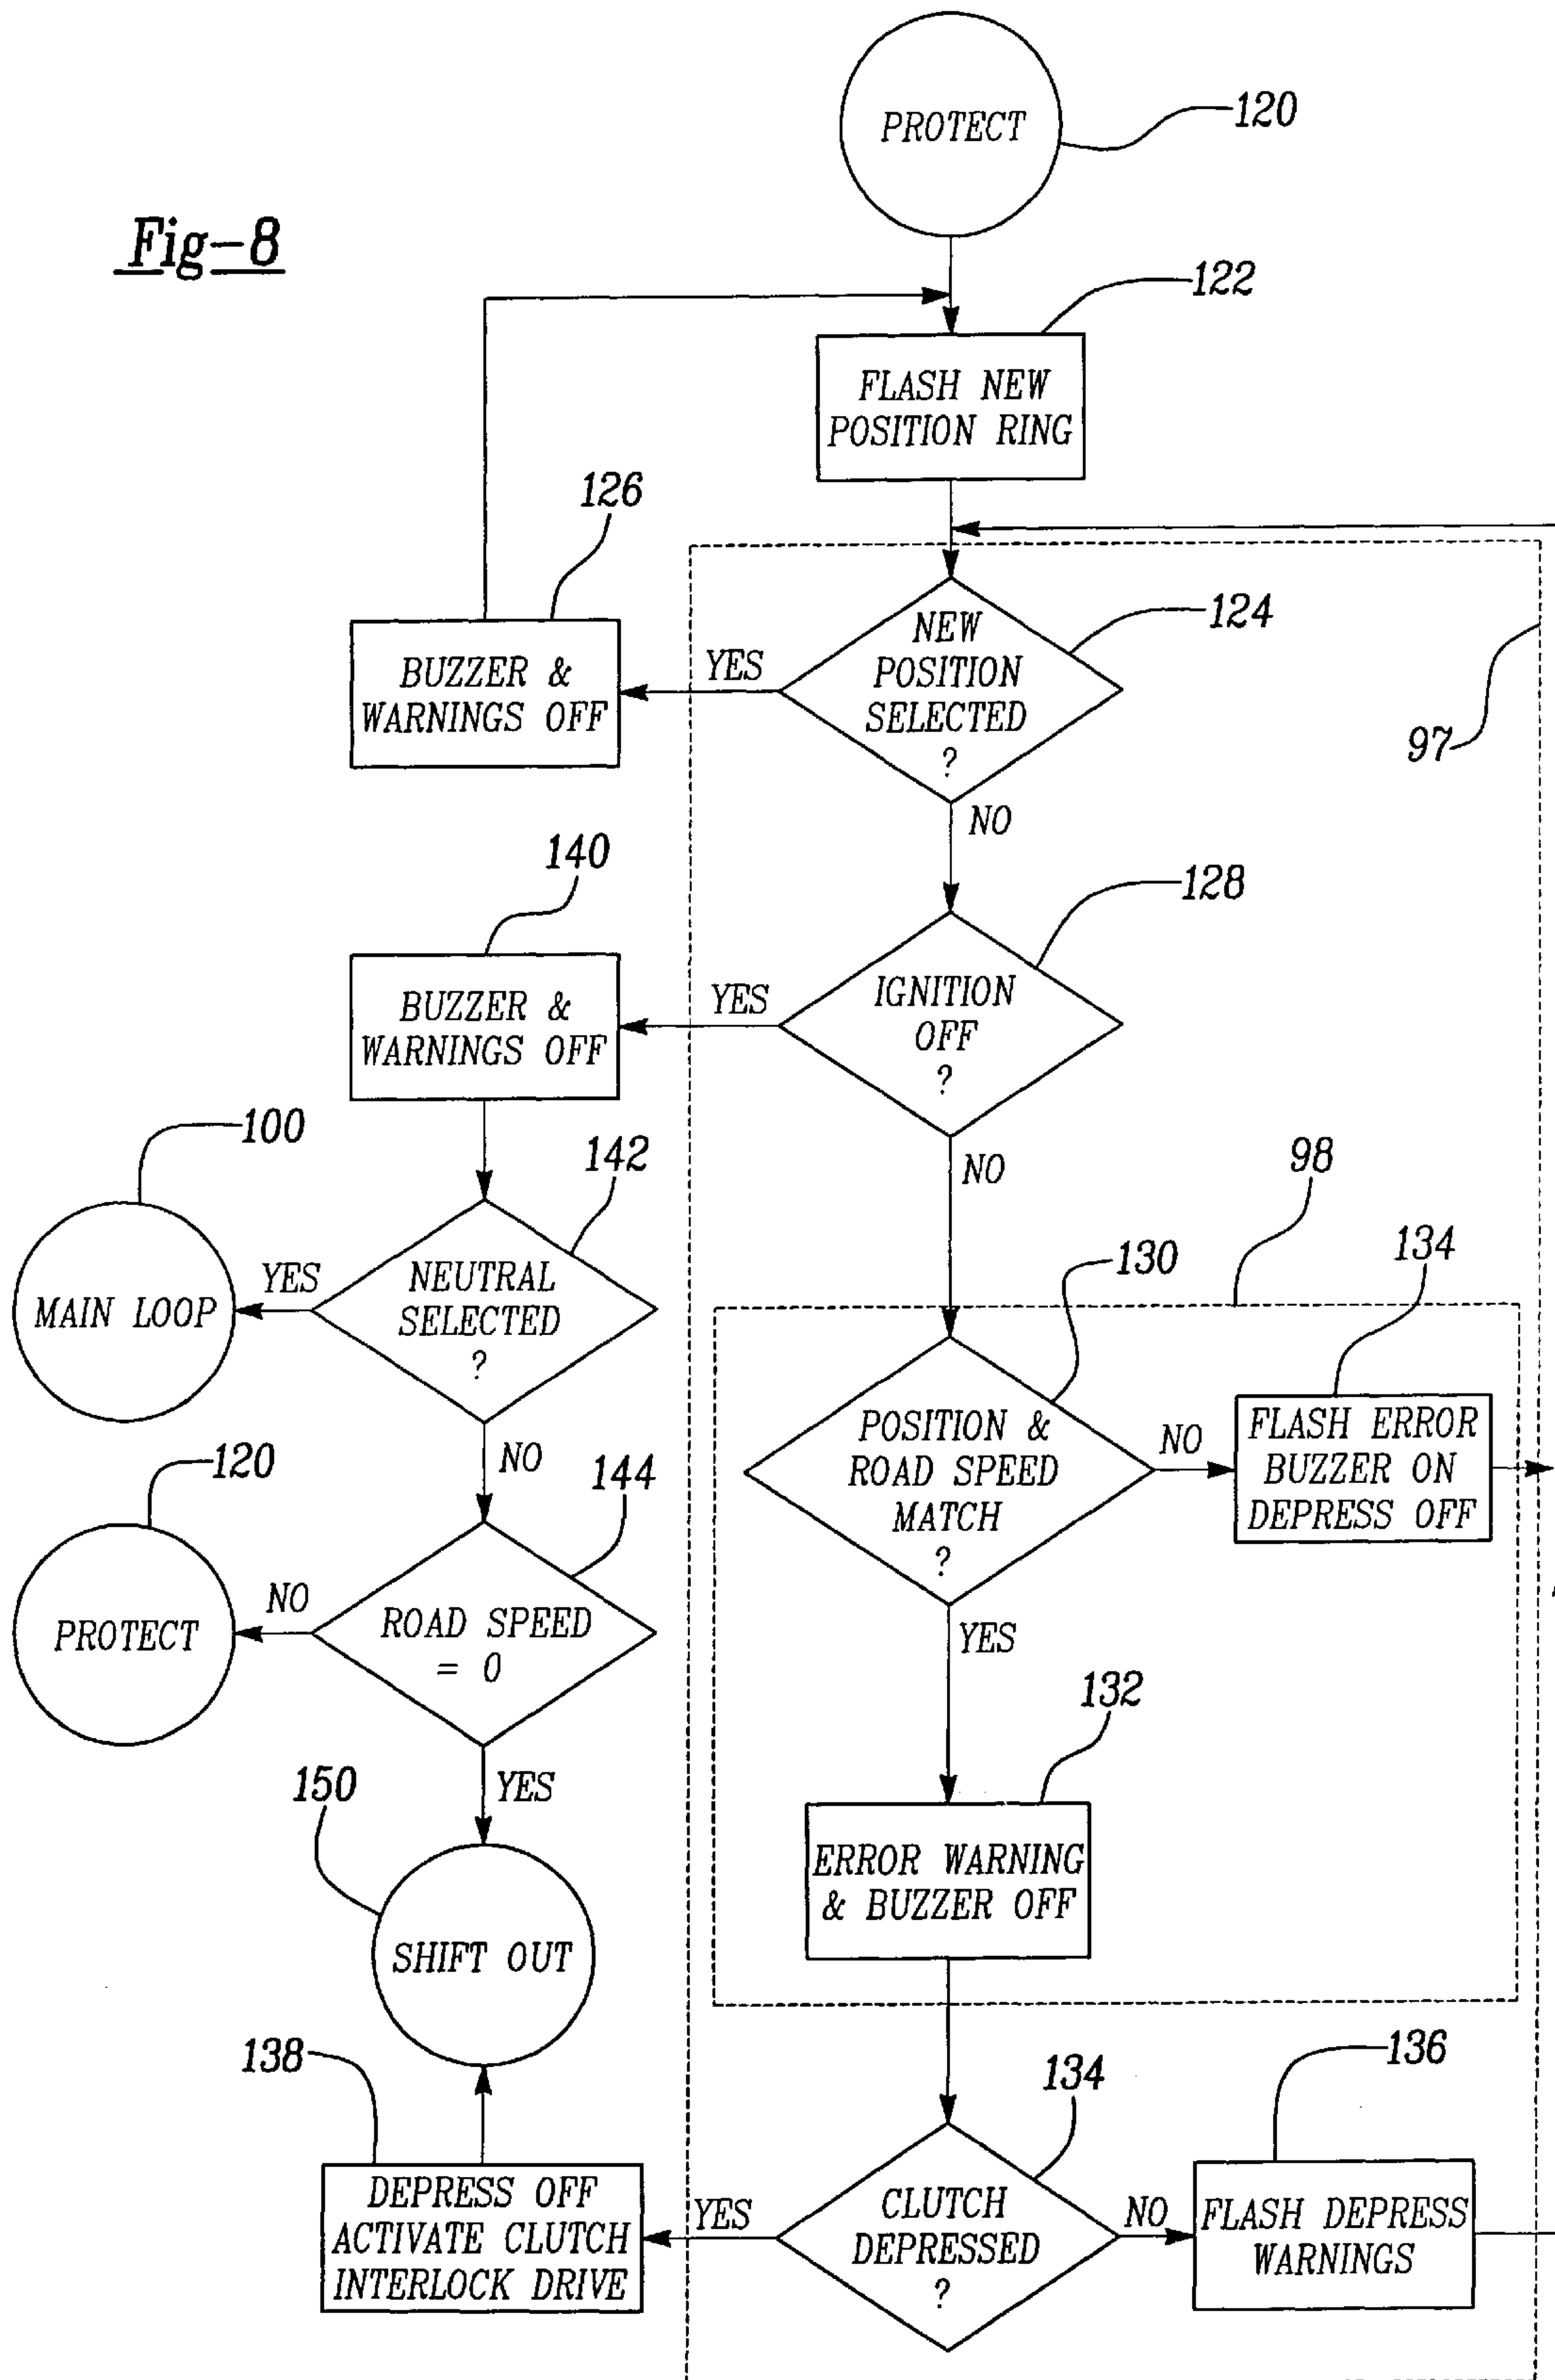 Fig-8
PROTECT
120
122
FLASH NEW
POSITION RING
126
BUZZER &
WARNINGS OFF
YES
NEW
POSITION
SELECTED
?
124
97
NO
140
BUZZER &
WARNINGS OFF
YES
IGNITION
OFF
?
128
NO
100
MAIN LOOP
YES
142
NEUTRAL
SELECTED
?
NO
98
130
POSITION &
ROAD SPEED
MATCH
?
NO
134
FLASH ERROR
BUZZER ON
DEPRESS OFF
YES
120
PROTECT
NO
144
ROAD SPEED
= 0
YES
132
ERROR WARNING
& BUZZER OFF
150
SHIFT OUT
138
DEPRESS OFF
ACTIVATE CLUTCH
INTERLOCK DRIVE
YES
134
CLUTCH
DEPRESSED
?
NO
136
FLASH DEPRESS
WARNINGS